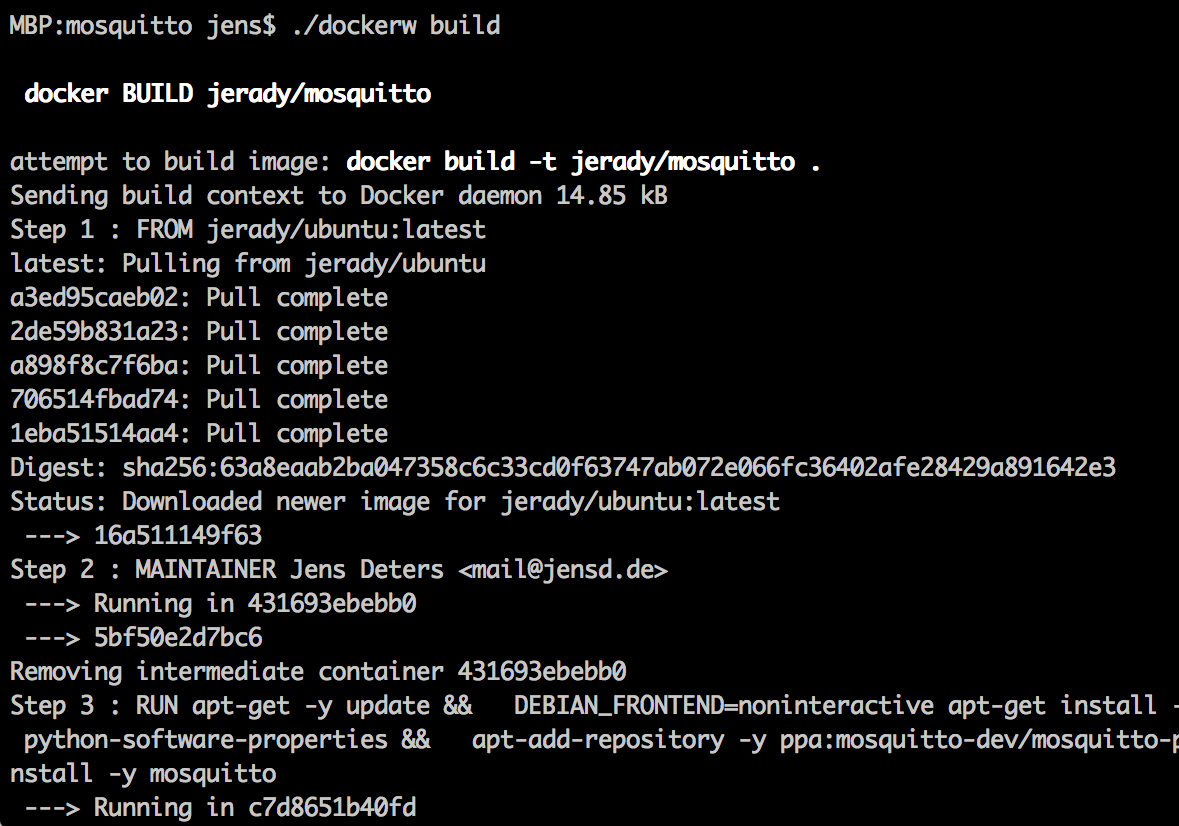 MBP:mosquitto jens$ ./dockerw build
docker BUILD jerady/mosquitto
attempt to build image: docker build -t jerady/mosquitto .
Sending build context to Docker daemon 14.85 kB
Step 1 : FROM jerady/ubuntu:latest
latest: Pulling from jerady/ubuntu
a3ed95caeb02: Pull complete
2de59b831a23: Pull complete
a898f8c7f6ba: Pull complete
706514fbad74: Pull complete
1eba51514aa4: Pull complete
Digest: sha256:63a8eaab2ba047358c6c33cd0f63747ab072e066fc36402afe28429a891642e3
Status: Downloaded newer image for jerady/ubuntu:latest
---> 16a511149f63
Step 2 : MAINTAINER Jens Deters <mail@jensd.de>
---> Running in 431693ebebb0
---> 5bf50e2d7bc6
Removing intermediate container 431693ebebb0
Step 3 : RUN apt-get -y update &&   DEBIAN_FRONTEND=noninteractive apt-get install -
python-software-properties &&   apt-add-repository -y ppa:mosquitto-dev/mosquitto-p
nstall -y mosquitto
---> Running in c7d8651b40fd